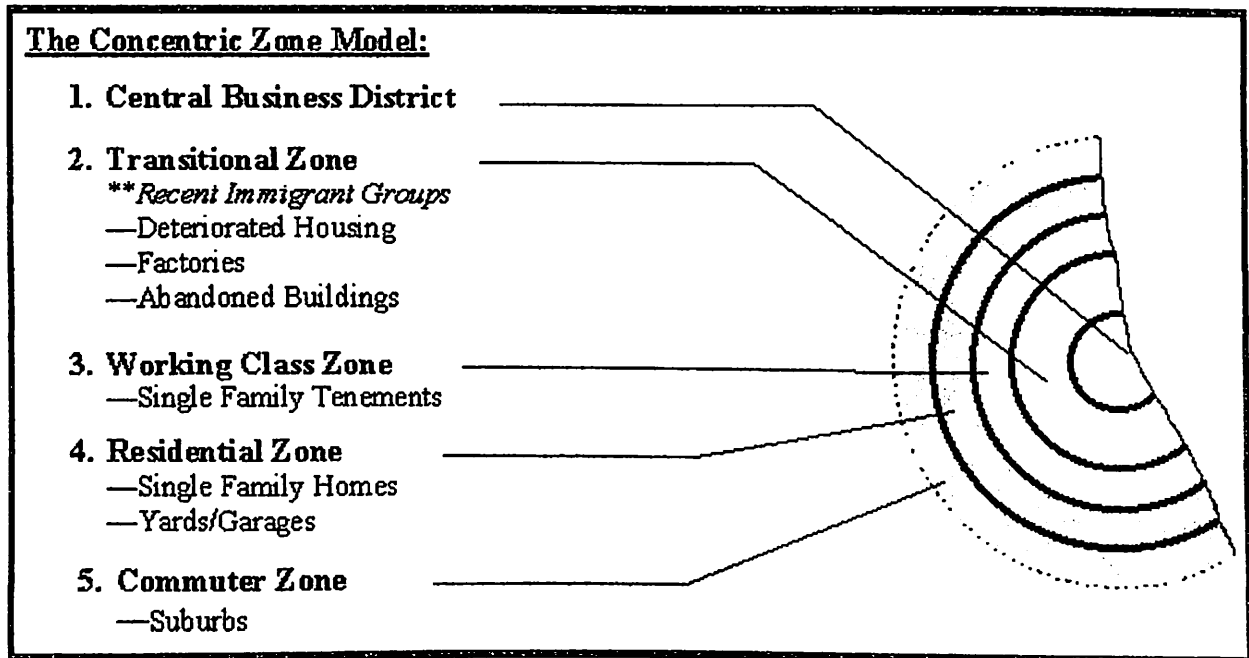 The Concentric Zone Model:
1. Central Business District
2. Transitional Zone
**Recent Immigrant Groups
—Deteriorated Housing
—Factories
—Abandoned Buildings
3. Working Class Zone
—Single Family Tenements
4. Residential Zone
—Single Family Homes
—Yards/Garages
5. Commuter Zone
—Suburbs